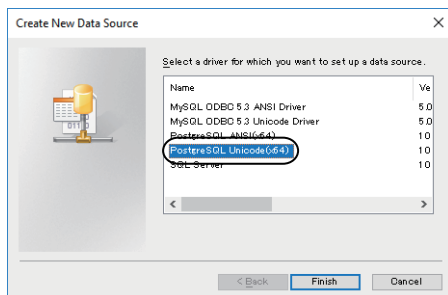 Create New Data Source
Select a driver for which you want to set up a data source.
Name Ve
MySQL ODBC 5.3 ANSI Driver 5.0
MySQL ODBC 5.3 Unicode Driver 5.0
PostgreSQL ANSI(x64) 10
PostgreSQL Unicode(x64) 10
SQL Server 10
< Back Finish Cancel